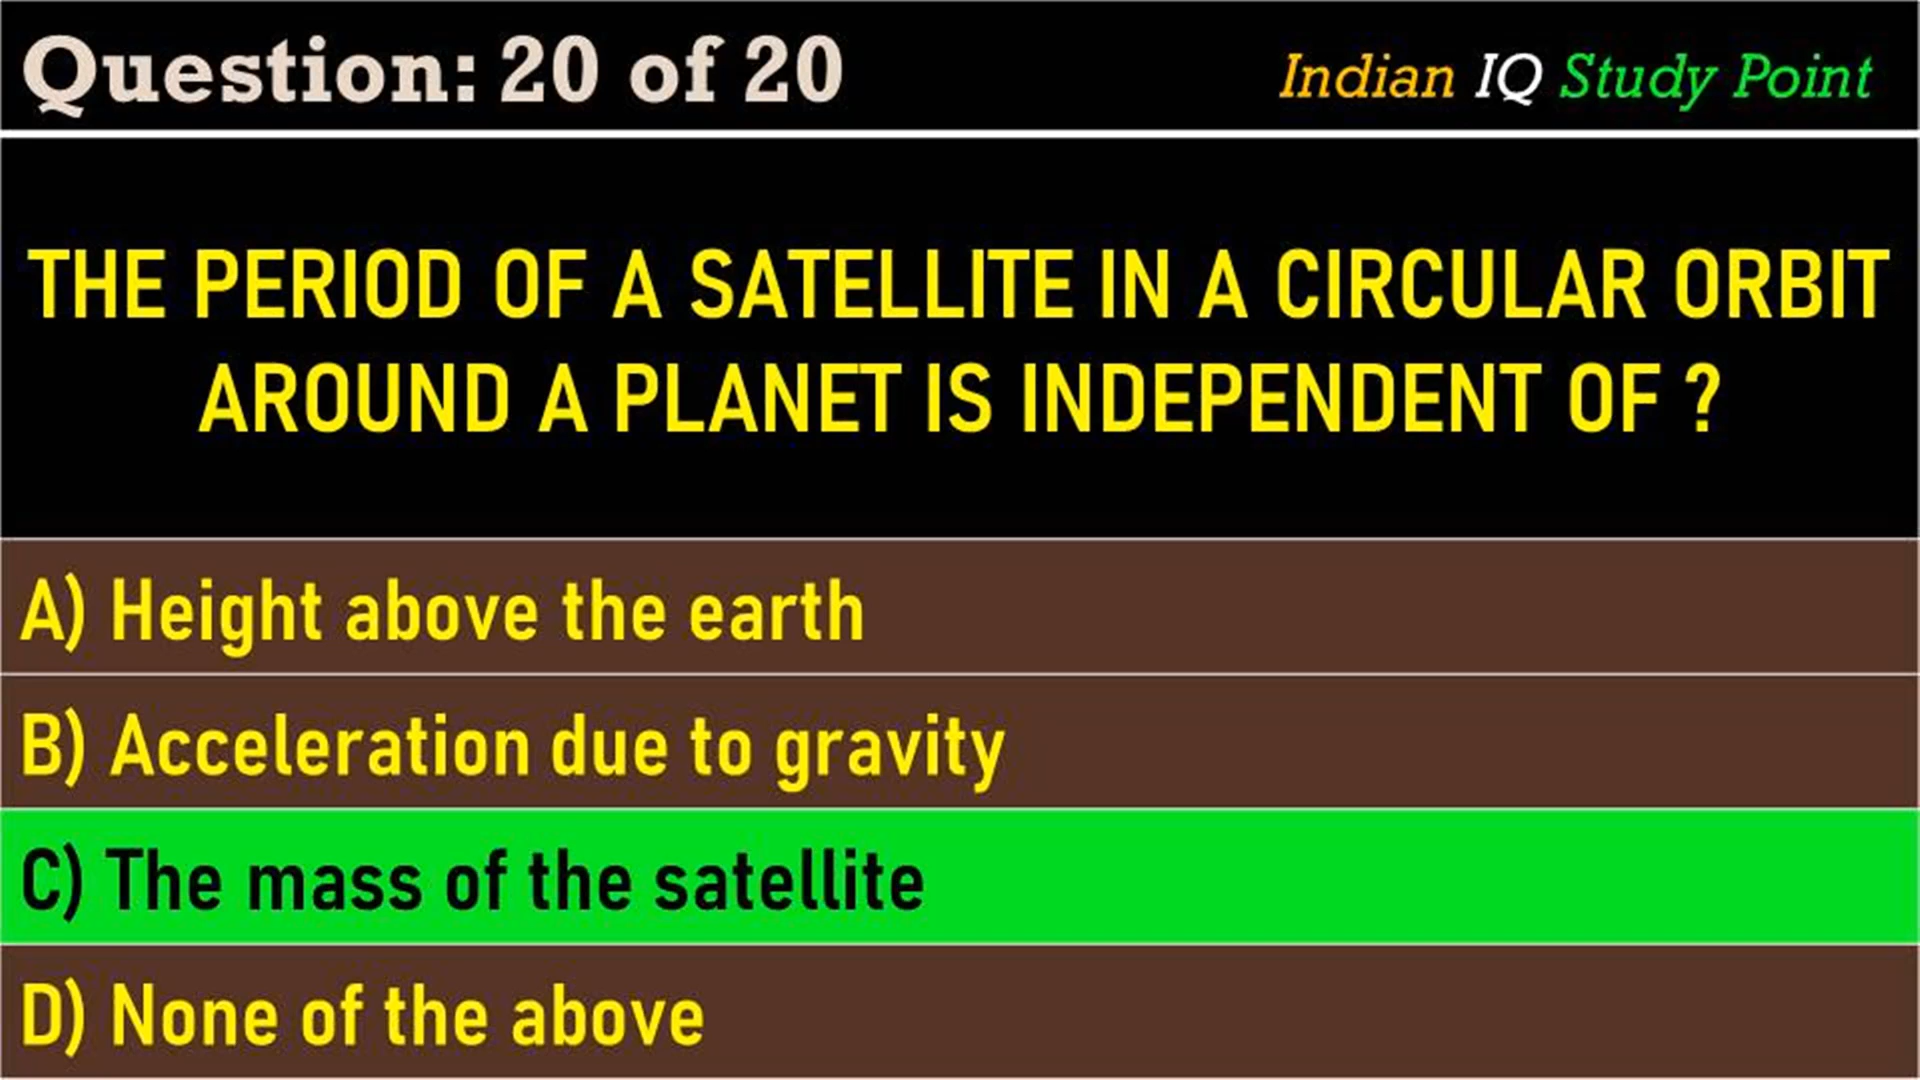 Question: 20 of 20
Indian IQ Study Point
THE PERIOD OF A SATELLITE IN A CIRCULAR ORBIT
AROUND A PLANET IS INDEPENDENT OF ?
A) Height above the earth
B) Acceleration due to gravity
C) The mass of the satellite
D) None of the above